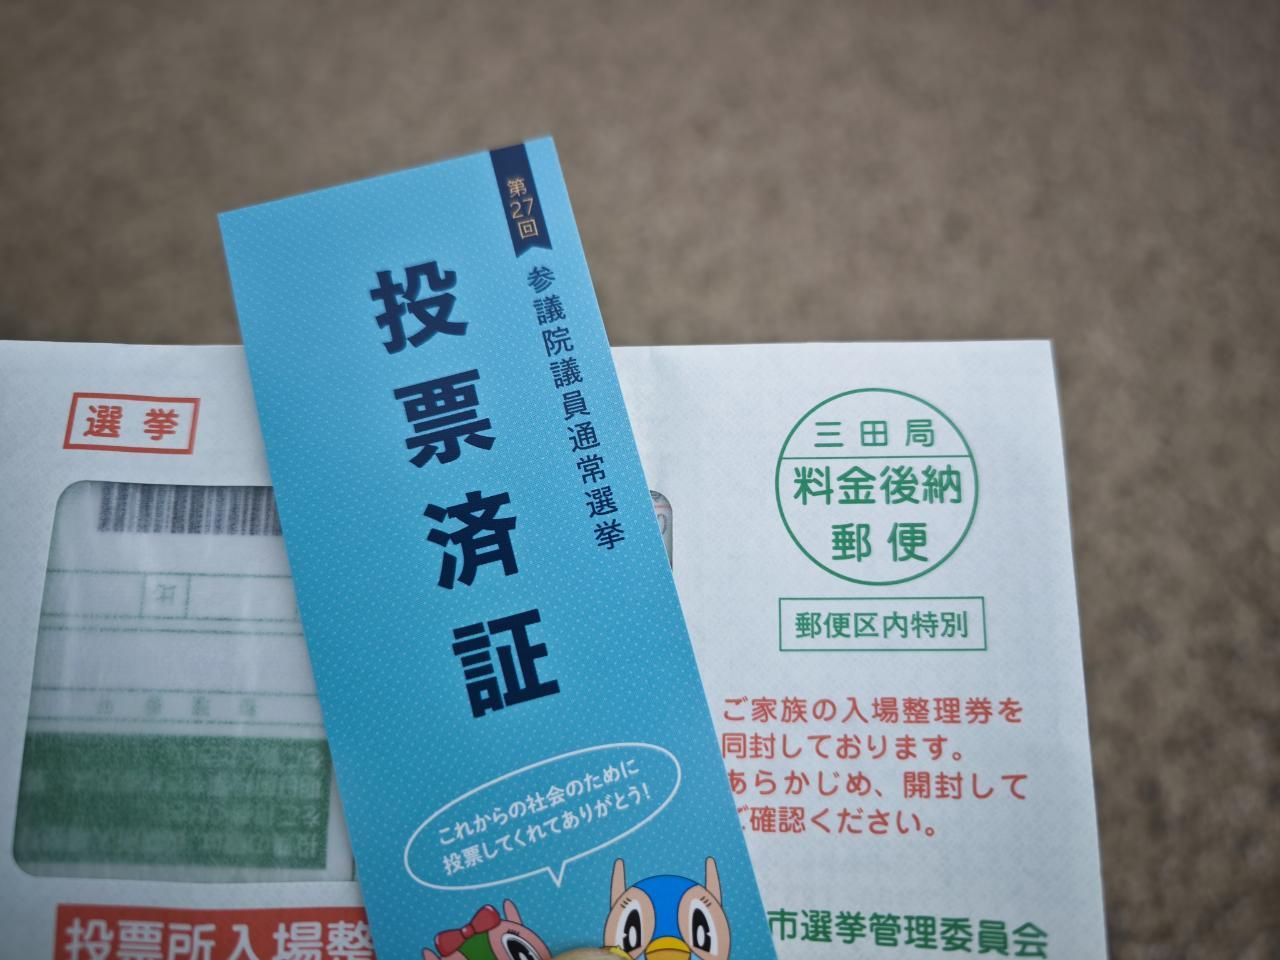 第27回
参議院議員通常選挙
投票済証
これからの社会のために
投票してくれてありがとう!
選挙
三田局
料金後納
郵便
郵便区内特別
ご家族の入場整理券を
同封しております。
あらかじめ、開封して
ご確認ください。
投票所入場整
市選挙管理委員会